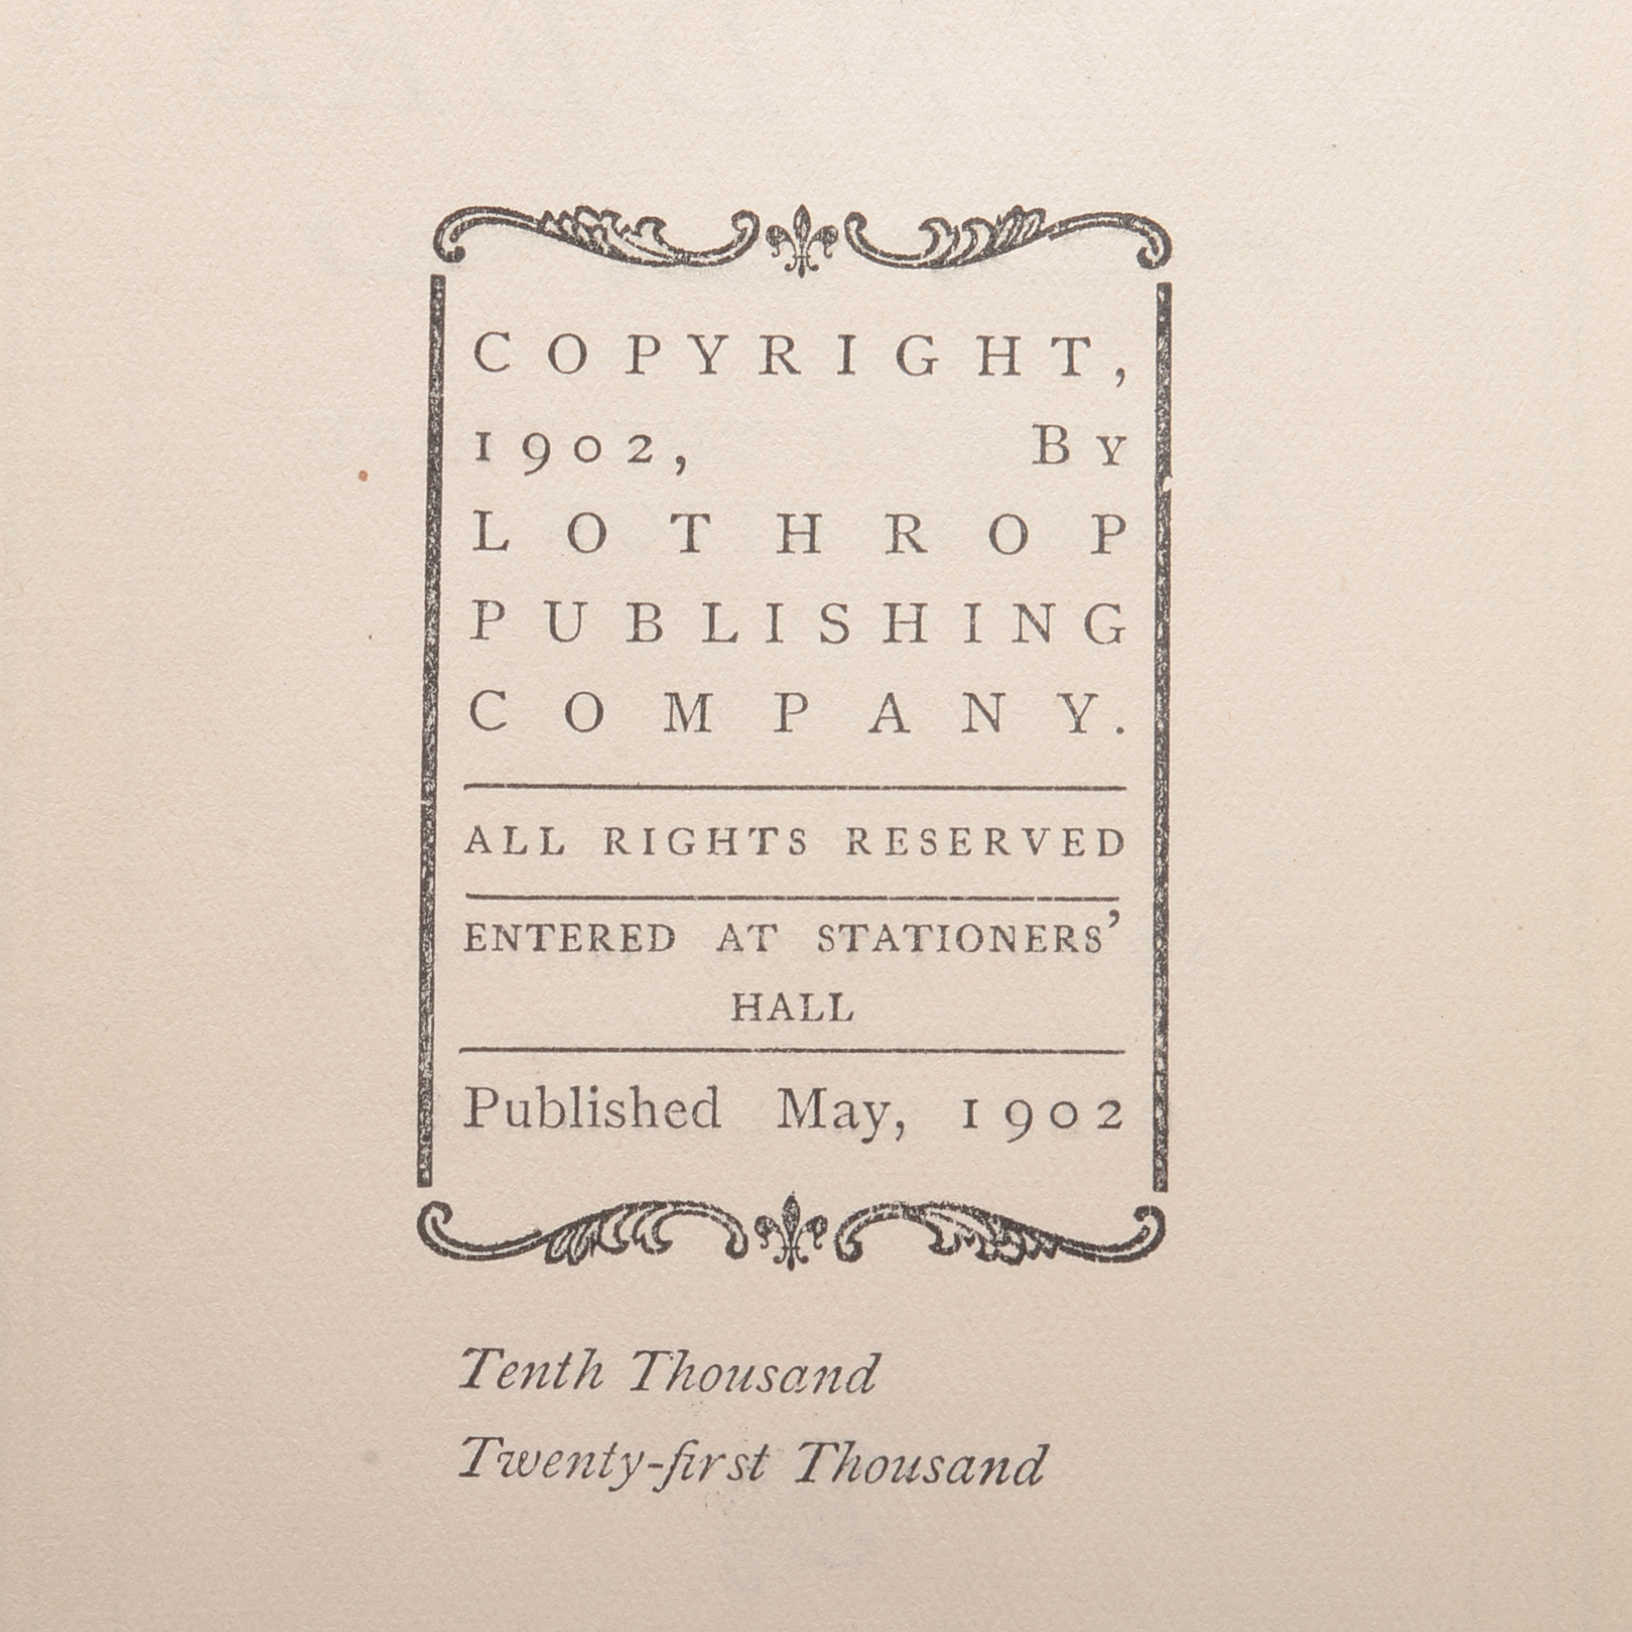 COPYRIGHT,
1902, By
LOTHROP
PUBLISHING
COMPANY.
ALL RIGHTS RESERVED
ENTERED AT STATIONERS'
HALL
Published May, 1902
Tenth Thousand
Twenty-first Thousand